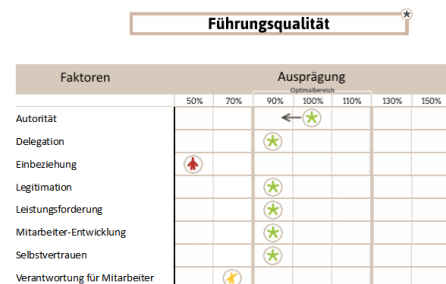 Führungsqualität
Faktoren
Ausprägung
Optimalbereich
50% 70% 90% 100% 110% 130% 150%
Autorität
Delegation
Einbeziehung
Legitimation
Leistungsforderung
Mitarbeiter-Entwicklung
Selbstvertrauen
Verantwortung für Mitarbeiter